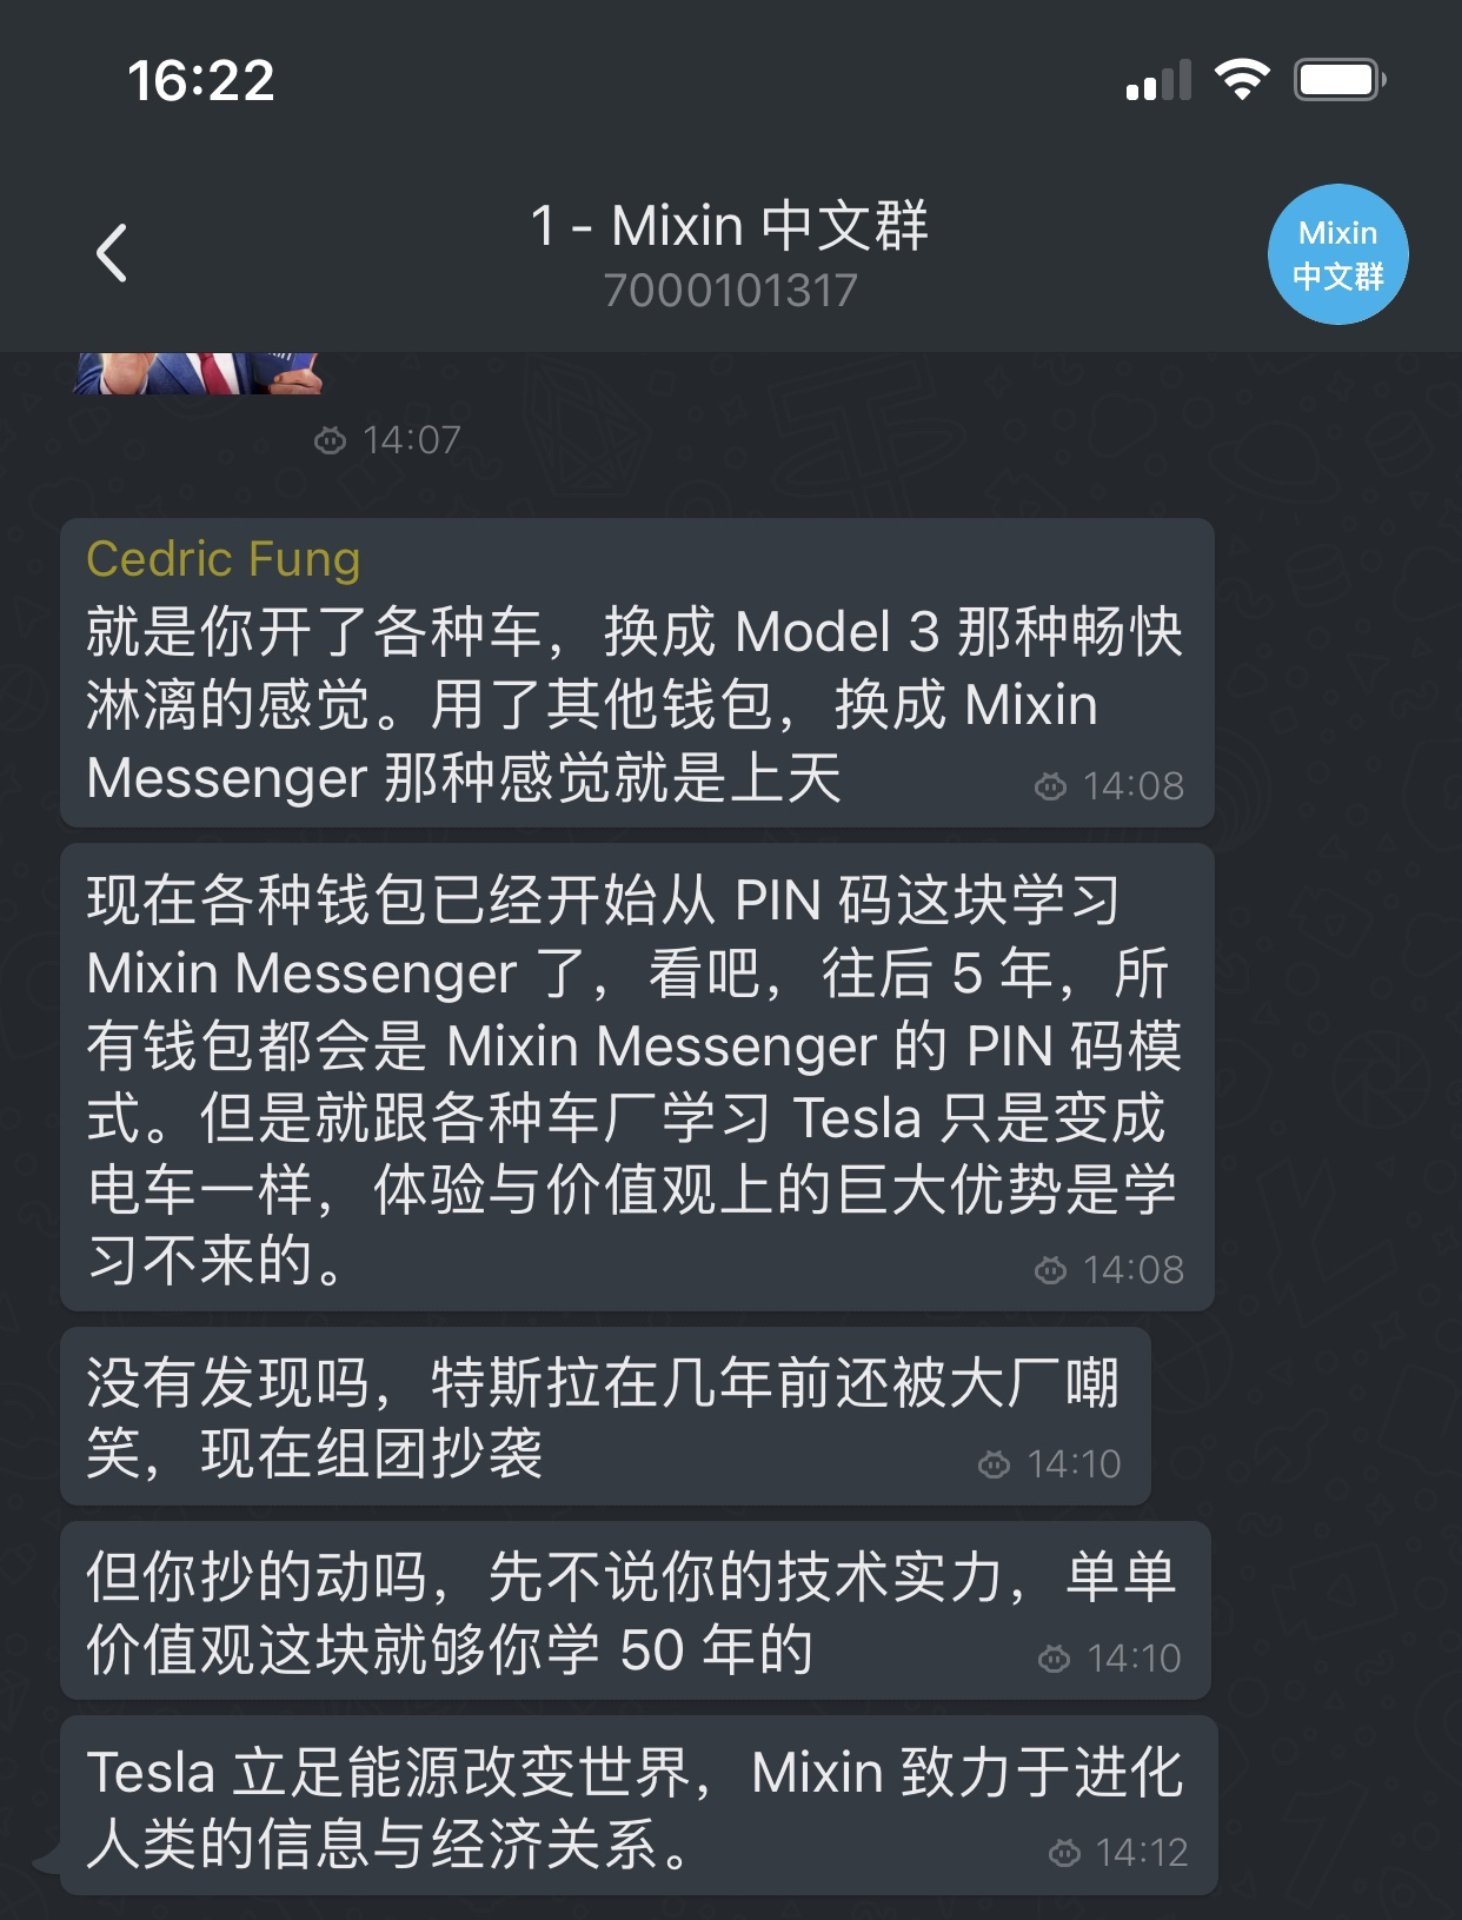 16:22
1 - Mixin 中文群
7000101317
Mixin
中文群
14:07
Cedric Fung
就是你开了各种车，换成 Model 3 那种畅快
淋漓的感觉。用了其他钱包，换成 Mixin
Messenger 那种感觉就是上天
14:08
现在各种钱包已经开始从 PIN 码这块学习
Mixin Messenger 了，看吧，往后 5 年，所
有钱包都会是 Mixin Messenger 的 PIN 码模
式。但是就跟各种车厂学习 Tesla 只是变成
电车一样，体验与价值观上的巨大优势是学
习不来的。
14:08
没有发现吗，特斯拉在几年前还被大厂嘲
笑，现在组团抄袭
14:10
但你抄的动吗，先不说你的技术实力，单单
价值观这块就够你学 50 年的
14:10
Tesla 立足能源改变世界，Mixin 致力于进化
人类的信息与经济关系。
14:12